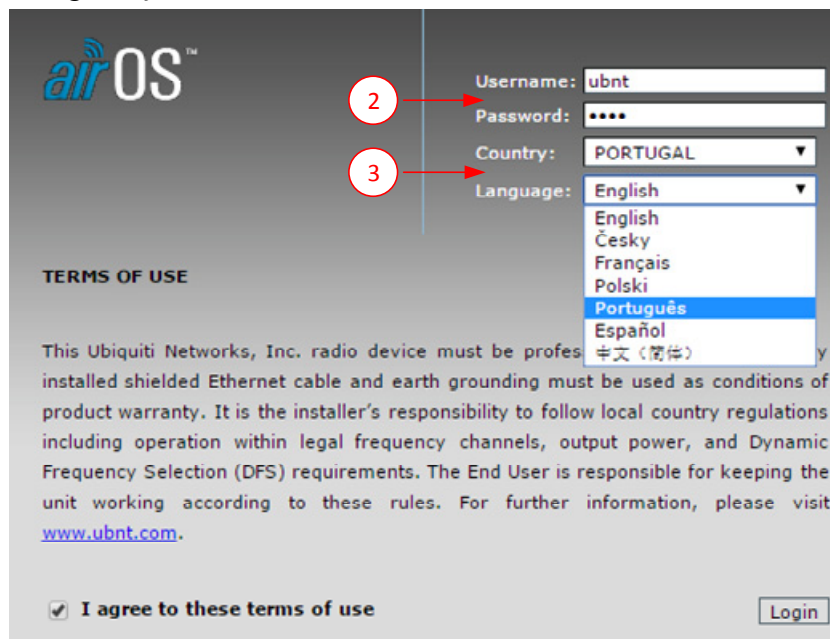 airOS™
2
Username: ubnt
Password: ••••
3
Country: PORTUGAL
Language: English
English
Česky
Français
Polski
Português
Español
中文（简体）
TERMS OF USE
This Ubiquiti Networks, Inc. radio device must be profes y
installed shielded Ethernet cable and earth grounding must be used as conditions of
product warranty. It is the installer's responsibility to follow local country regulations
including operation within legal frequency channels, output power, and Dynamic
Frequency Selection (DFS) requirements. The End User is responsible for keeping the
unit working according to these rules. For further information, please visit
www.ubnt.com.
I agree to these terms of use
Login